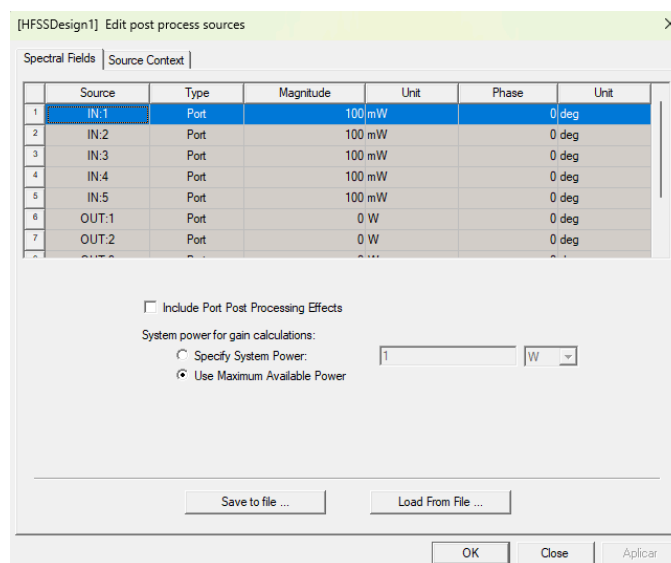 [HFSSDesign1] Edit post process sources
Spectral Fields Source Context
Source Type Magnitude Unit Phase Unit
1 IN:1 Port 100 mW 0 deg
2 IN:2 Port 100 mW 0 deg
3 IN:3 Port 100 mW 0 deg
4 IN:4 Port 100 mW 0 deg
5 IN:5 Port 100 mW 0 deg
6 OUT:1 Port 0 W 0 deg
7 OUT:2 Port 0 W 0 deg
Include Port Post Processing Effects
System power for gain calculations:
Specify System Power: 1 W
Use Maximum Available Power
Save to file ... Load From File ...
OK Close Aplicar